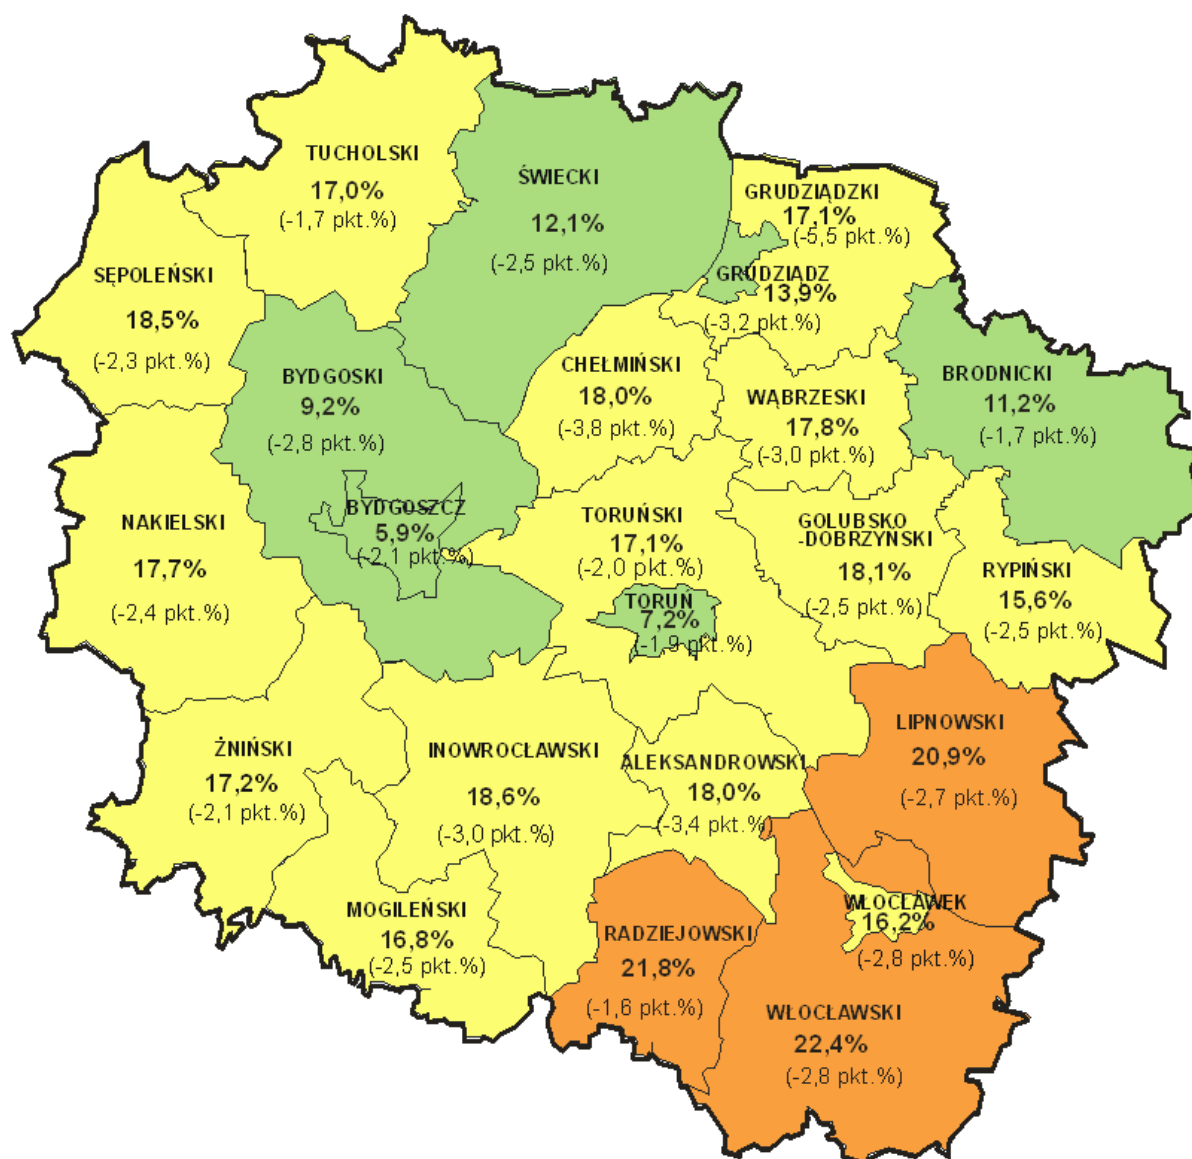 TUCHOLSKI
17,0%
(-1,7 pkt.%)
ŚWIECKI
12,1%
(-2,5 pkt.%)
GRUDZIĄDZKI
17,1%
(-5,5 pkt.%)
GRUDZIĄDZ
13,9%
(-3,2 pkt.%)
SĘPOLEŃSKI
18,5%
(-2,3 pkt.%)
BYDGOSKI
9,2%
(-2,8 pkt.%)
CHEŁMIŃSKI
18,0%
(-3,8 pkt.%)
WĄBRZESKI
17,8%
(-3,0 pkt.%)
BRODNICKI
11,2%
(-1,7 pkt.%)
NAKIELSKI
17,7%
(-2,4 pkt.%)
BYDGOSZCZ
5,9%
(-2,1 pkt.%)
TORUŃSKI
17,1%
(-2,0 pkt.%)
GOLUBSKO
-DOBRZYŃSKI
18,1%
(-2,5 pkt.%)
RYPIŃSKI
15,6%
(-2,5 pkt.%)
TORUŃ
7,2%
(-1,9 pkt.%)
ŻNIŃSKI
17,2%
(-2,1 pkt.%)
INOWROCŁAWSKI
18,6%
(-3,0 pkt.%)
ALEKSANDROWSKI
18,0%
(-3,4 pkt.%)
LIPNOWSKI
20,9%
(-2,7 pkt.%)
MOGILEŃSKI
16,8%
(-2,5 pkt.%)
RADZIEJOWSKI
21,8%
(-1,6 pkt.%)
WŁOCŁAWEK
16,2%
(-2,8 pkt.%)
WŁOCŁAWSKI
22,4%
(-2,8 pkt.%)